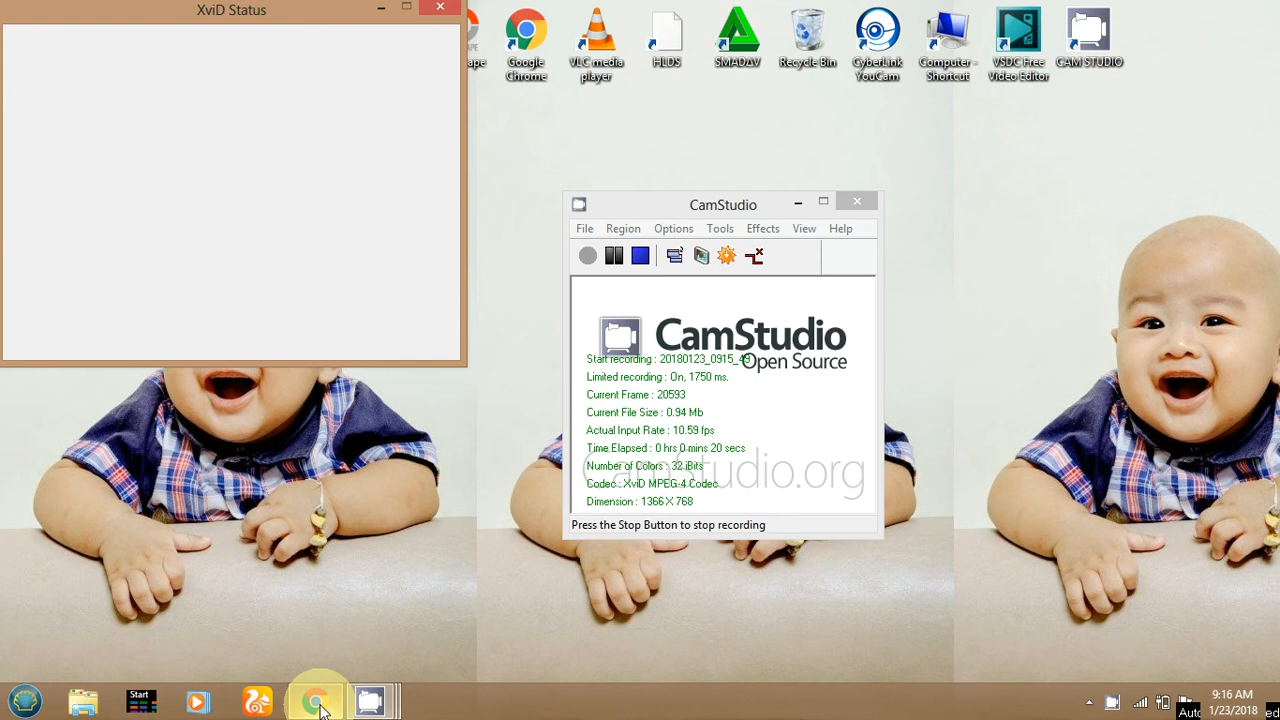 XviD Status
ape
Google
Chrome
VLC media
player
HLDS
SMADAV
Recycle Bin
CyberLink
YouCam
Computer -
Shortcut
VSDC Free
Video Editor
CAM STUDIO
CamStudio
File Region Options Tools Effects View Help
CamStudio
Open Source
Start recording : 20180123_0915_49
Limited recording : On, 1750 ms.
Current Frame : 20593
Current File Size : 0.94 Mb
Actual Input Rate : 10.59 fps
Time Elapsed : 0 hrs 0 mins 20 secs
CamStudio.org
Number of Colors : 32 iBits
Codec : XviD MPEG-4 Codec
Dimension : 1366 X 768
Press the Stop Button to stop recording
Start
9:16 AM
1/23/2018
Auto
ed